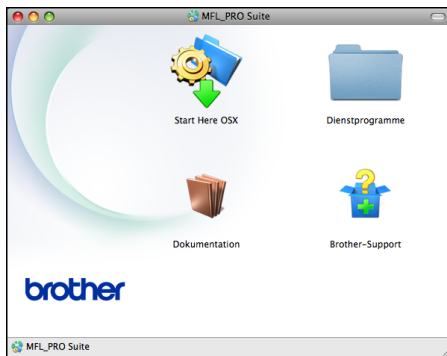 MFL_PRO Suite
Start Here OSX
Dienstprogramme
Dokumentation
Brother-Support
brother
MFL_PRO Suite